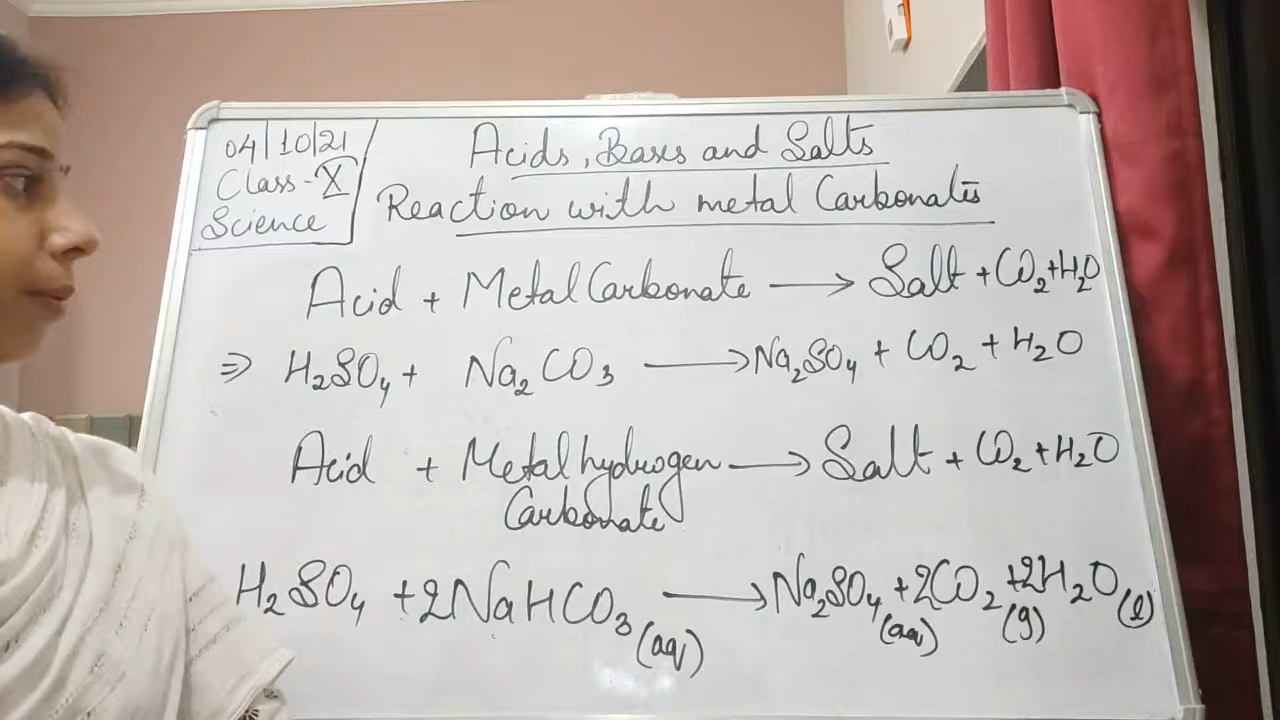 04/10/21
Class-X
Science
Acids, Bases and Salts
Reaction with metal Carbonates
Acid + Metal Carbonate ⟶ Salt + CO₂ + H₂O
⇒ H₂SO₄ + Na₂CO₃ ⟶ Na₂SO₄ + CO₂ + H₂O
Acid + Metal hydrogen ⟶ Salt + CO₂ + H₂O
Carbonate
H₂SO₄ + 2NaHCO₃ (aq) ⟶ Na₂SO₄ (aq) + 2CO₂ (g) + 2H₂O (l)